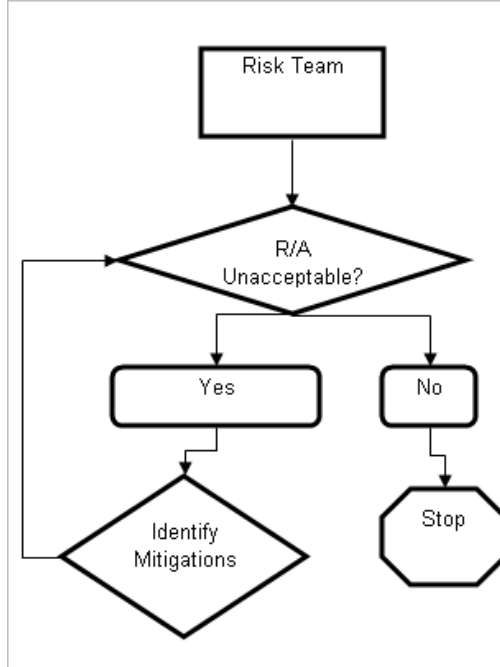 Risk Team
R/A
Unacceptable?
Yes
No
Identify
Mitigations
Stop